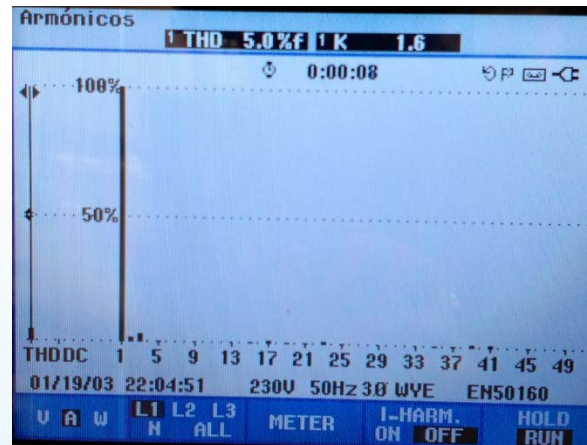 Armónicos
1 THD 5.0%f 1 K 1.6
0:00:08
100%
50%
THDDC 1 5 9 13 17 21 25 29 33 37 41 45 49
01/19/03 22:04:51 230V 50Hz 3Ø WYE EN50160
V A W L1 L2 L3 METER I-HARM. HOLD
N ALL ON OFF RUN